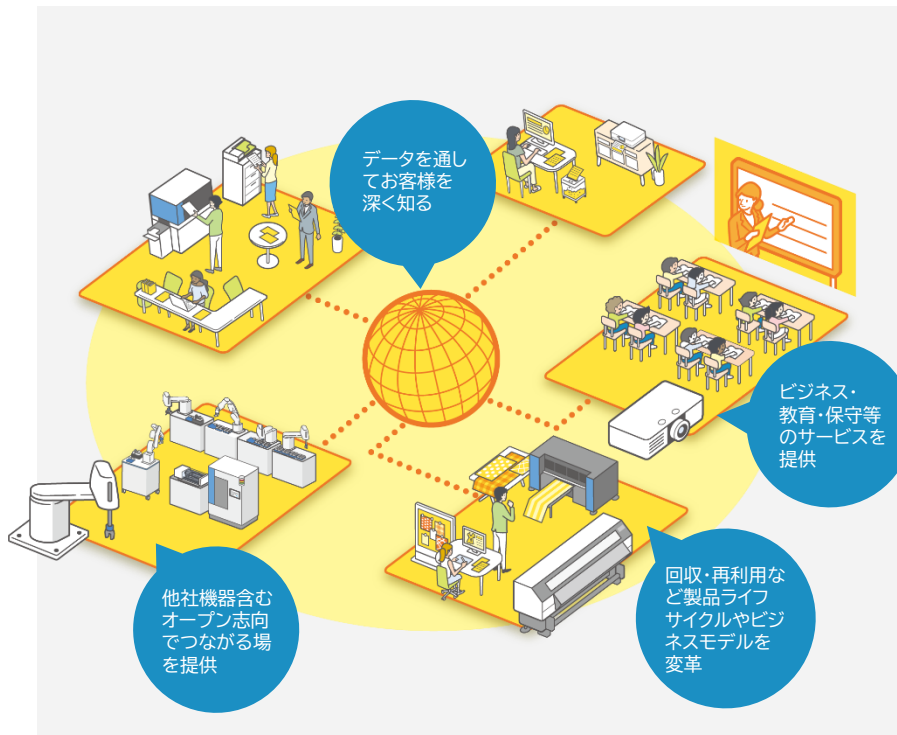 データを通し
てお客様を
深く知る
ビジネス・
教育・保守等
のサービスを
提供
他社機器含む
オープン志向
でつながる場
を提供
回収・再利用な
ど製品ライフ
サイクルやビジ
ネスモデルを
変革